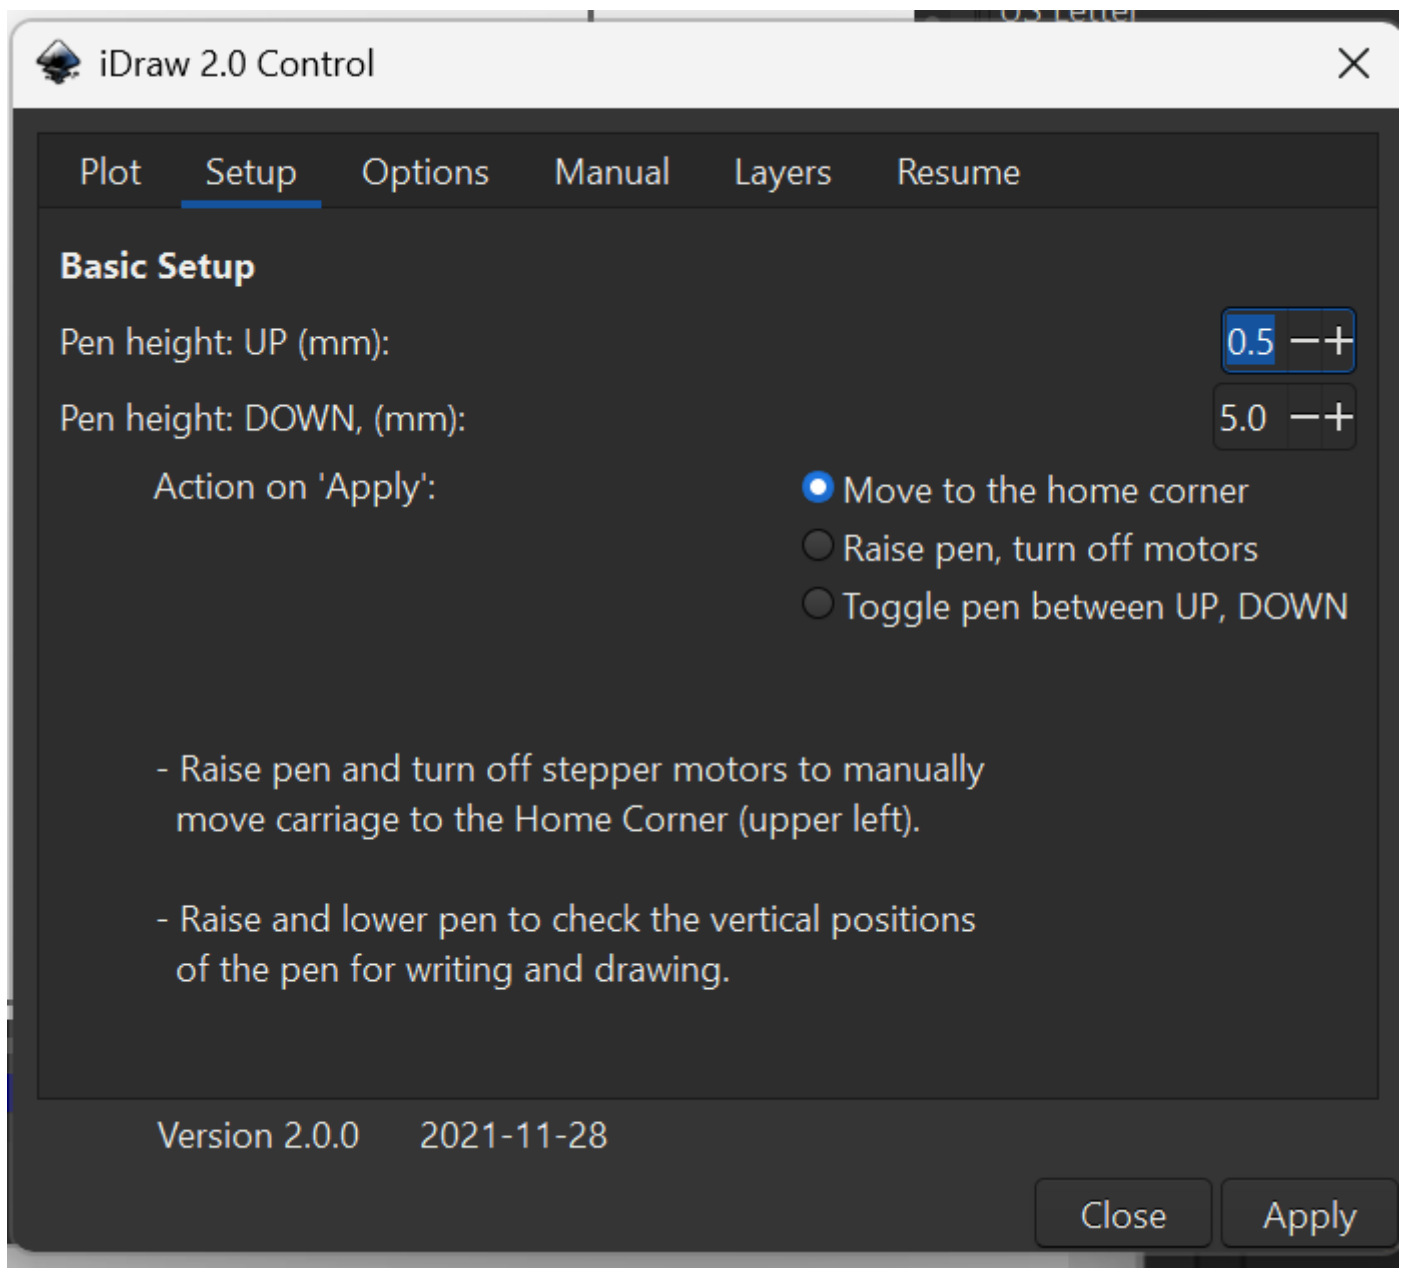 US Letter
iDraw 2.0 Control
Plot Setup Options Manual Layers Resume
Basic Setup
Pen height: UP (mm): 0.5
Pen height: DOWN, (mm): 5.0
Action on 'Apply': Move to the home corner
Raise pen, turn off motors
Toggle pen between UP, DOWN
- Raise pen and turn off stepper motors to manually
move carriage to the Home Corner (upper left).
- Raise and lower pen to check the vertical positions
of the pen for writing and drawing.
Version 2.0.0 2021-11-28
Close Apply